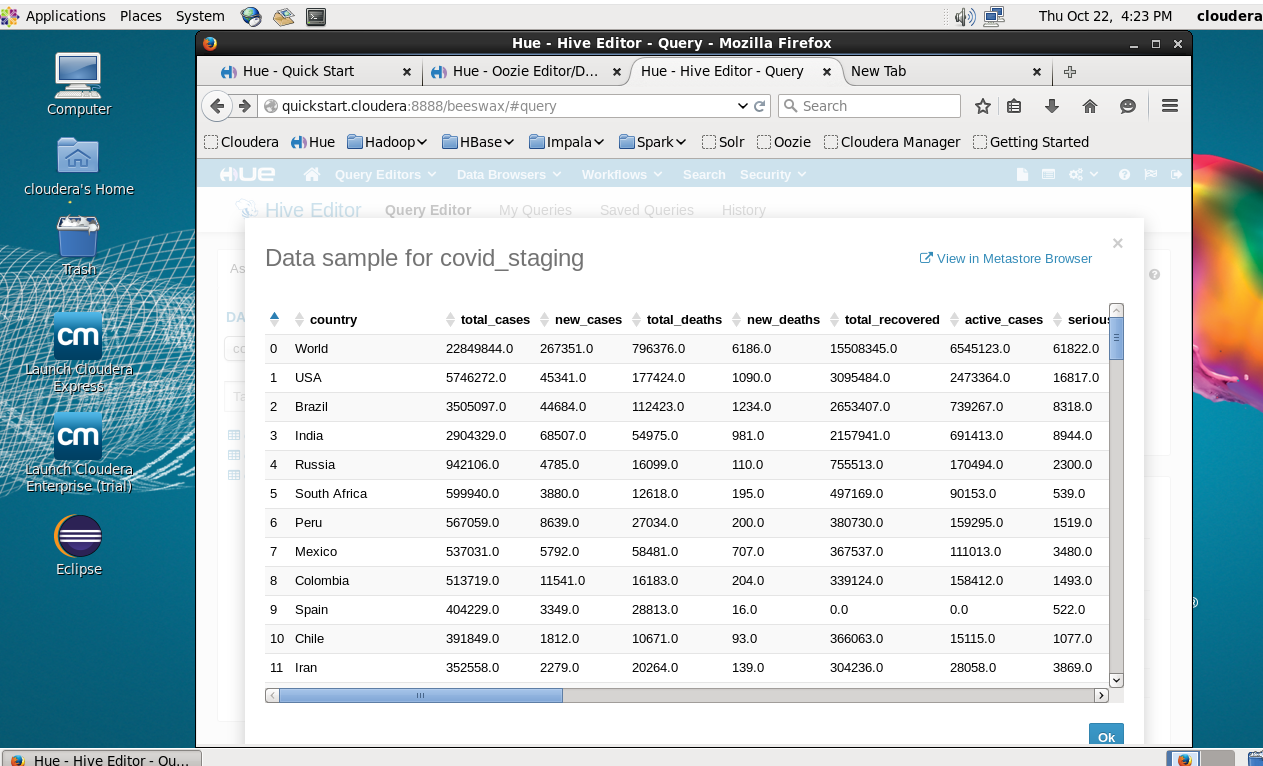 Applications Places System Thu Oct 22, 4:23 PM cloudera
Hue - Hive Editor - Query - Mozilla Firefox
Hue - Quick Start Hue - Oozie Editor/D... Hue - Hive Editor - Query New Tab
quickstart.cloudera:8888/beeswax/#query Search
Cloudera Hue Hadoop HBase Impala Spark Solr Oozie Cloudera Manager Getting Started
HUE Query Editors Data Browsers Workflows Search Security
Hive Editor Query Editor My Queries Saved Queries History
Computer
cloudera's Home
Trash
cm
Launch Cloudera
Express
cm
Launch Cloudera
Enterprise (trial)
Eclipse
As
DA
co
Ta
Data sample for covid_staging View in Metastore Browser
country total_cases new_cases total_deaths new_deaths total_recovered active_cases serious
0 World 22849844.0 267351.0 796376.0 6186.0 15508345.0 6545123.0 61822.0
1 USA 5746272.0 45341.0 177424.0 1090.0 3095484.0 2473364.0 16817.0
2 Brazil 3505097.0 44684.0 112423.0 1234.0 2653407.0 739267.0 8318.0
3 India 2904329.0 68507.0 54975.0 981.0 2157941.0 691413.0 8944.0
4 Russia 942106.0 4785.0 16099.0 110.0 755513.0 170494.0 2300.0
5 South Africa 599940.0 3880.0 12618.0 195.0 497169.0 90153.0 539.0
6 Peru 567059.0 8639.0 27034.0 200.0 380730.0 159295.0 1519.0
7 Mexico 537031.0 5792.0 58481.0 707.0 367537.0 111013.0 3480.0
8 Colombia 513719.0 11541.0 16183.0 204.0 339124.0 158412.0 1493.0
9 Spain 404229.0 3349.0 28813.0 16.0 0.0 0.0 522.0
10 Chile 391849.0 1812.0 10671.0 93.0 366063.0 15115.0 1077.0
11 Iran 352558.0 2279.0 20264.0 139.0 304236.0 28058.0 3869.0
Ok
Hue - Hive Editor - Qu...